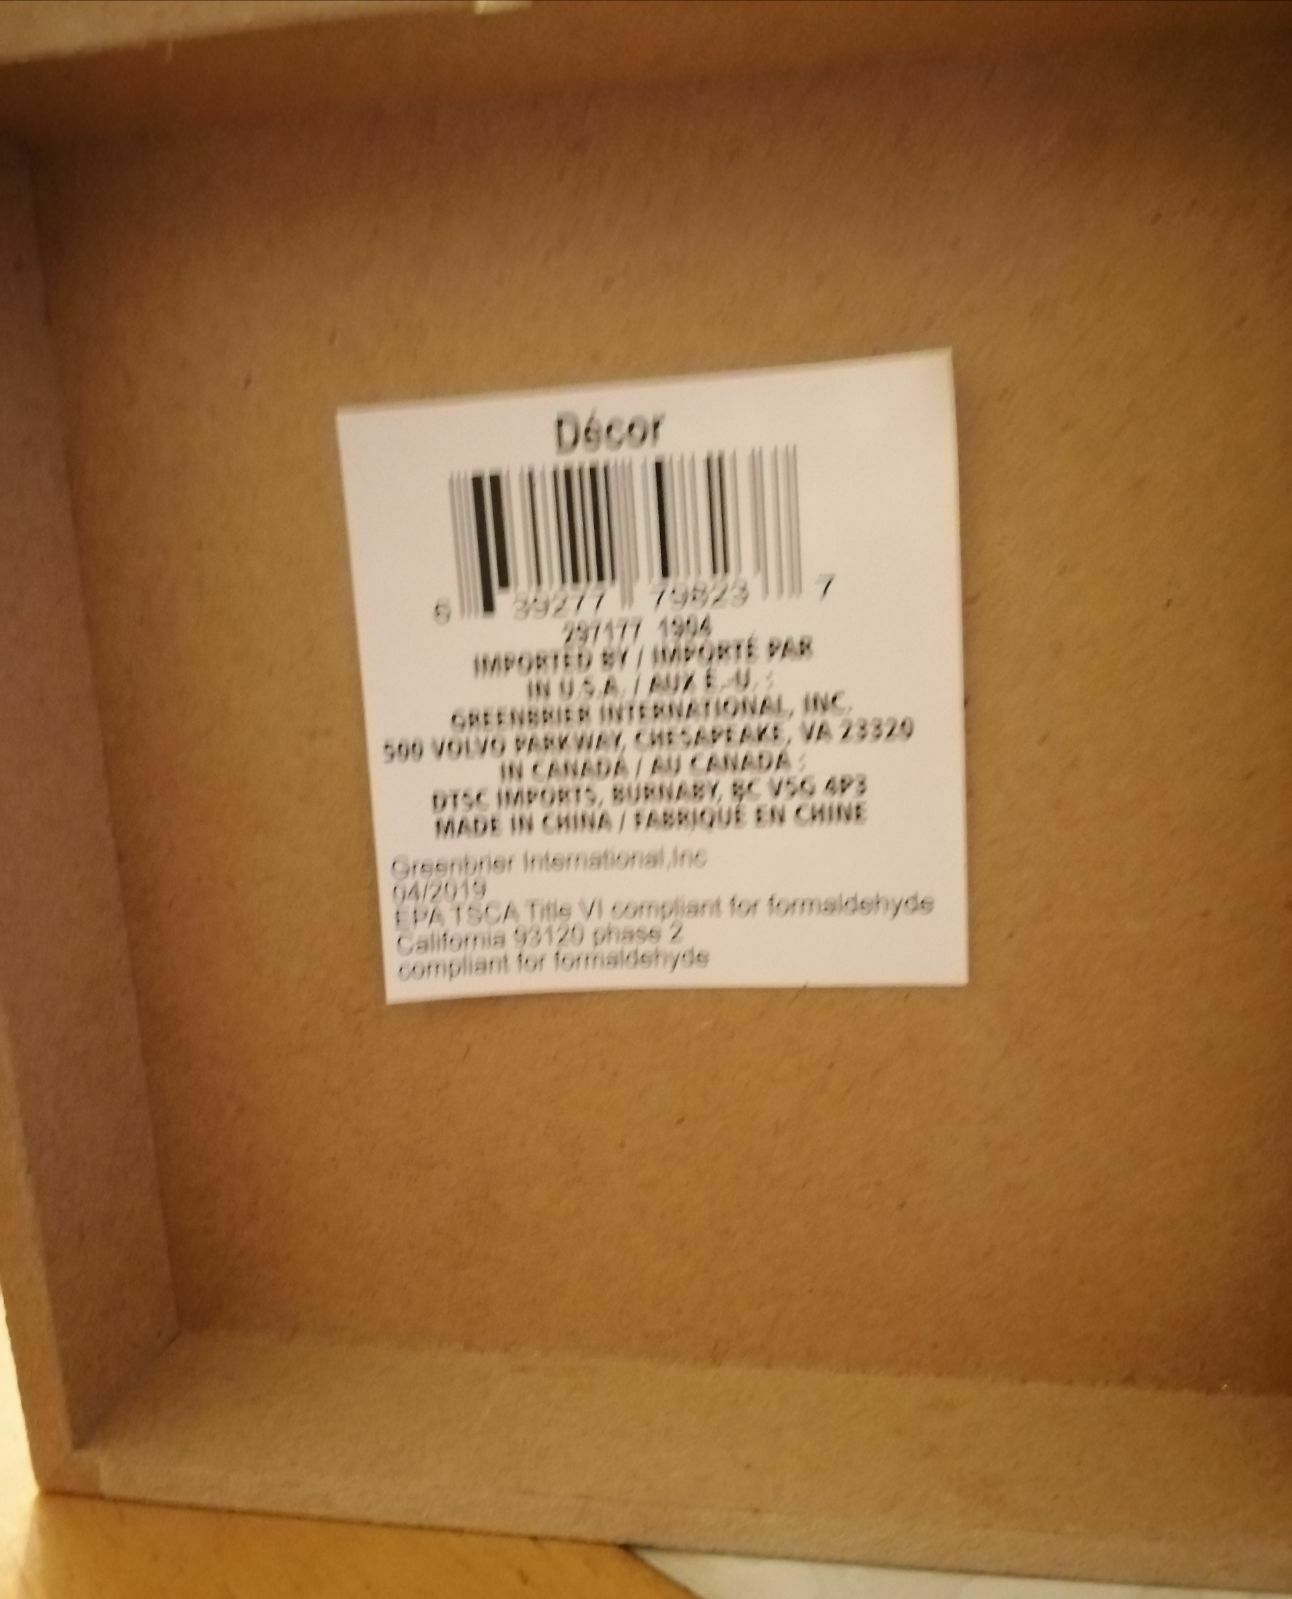 Décor
6 39277 79823 7
297177 1904
IMPORTED BY / IMPORTÉ PAR
IN U.S.A. / AUX É.-U. :
GREENBRIER INTERNATIONAL, INC.
500 VOLVO PARKWAY, CHESAPEAKE, VA 23320
IN CANADA / AU CANADA :
DTSC IMPORTS, BURNABY, BC V5G 4P3
MADE IN CHINA / FABRIQUÉ EN CHINE
Greenbrier International,Inc
04/2019
EPA TSCA Title VI compliant for formaldehyde
California 93120 phase 2
compliant for formaldehyde